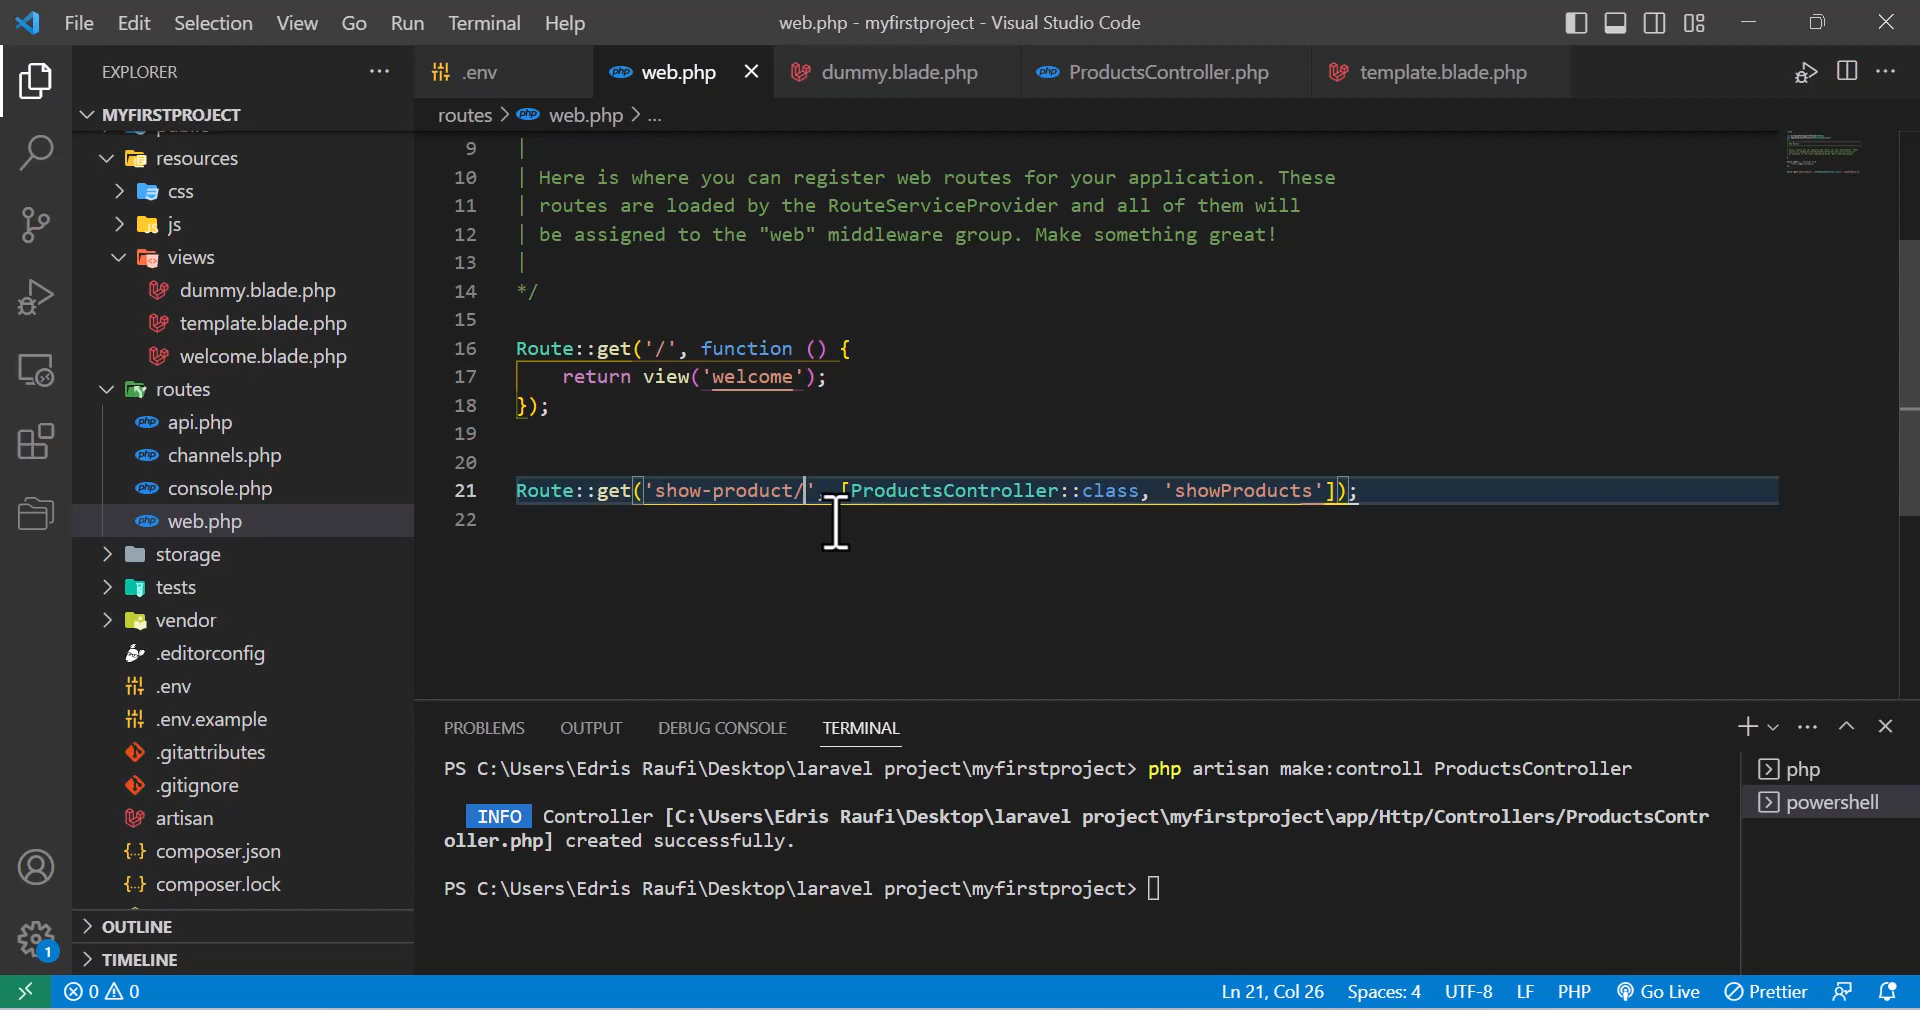 File Edit Selection View Go Run Terminal Help
web.php - myfirstproject - Visual Studio Code
EXPLORER
.env
web.php
dummy.blade.php
ProductsController.php
template.blade.php
MYFIRSTPROJECT
routes > web.php > ...
public
resources
css
js
views
dummy.blade.php
template.blade.php
welcome.blade.php
routes
api.php
channels.php
console.php
web.php
storage
tests
vendor
.editorconfig
.env
.env.example
.gitattributes
.gitignore
artisan
composer.json
composer.lock
OUTLINE
TIMELINE
9 |
10 | Here is where you can register web routes for your application. These
11 | routes are loaded by the RouteServiceProvider and all of them will
12 | be assigned to the "web" middleware group. Make something great!
13 |
14 */
15
16 Route::get('/', function () {
17 return view('welcome');
18 });
19
20
21 Route::get('show-product/', [ProductsController::class, 'showProducts']);
22
PROBLEMS OUTPUT DEBUG CONSOLE TERMINAL
PS C:\Users\Edris Raufi\Desktop\laravel project\myfirstproject> php artisan make:controll ProductsController
INFO Controller [C:\Users\Edris Raufi\Desktop\laravel project\myfirstproject\app/Http/Controllers/ProductsContr
oller.php] created successfully.
PS C:\Users\Edris Raufi\Desktop\laravel project\myfirstproject>
php
powershell
1
0 0
Ln 21, Col 26 Spaces: 4 UTF-8 LF PHP Go Live Prettier